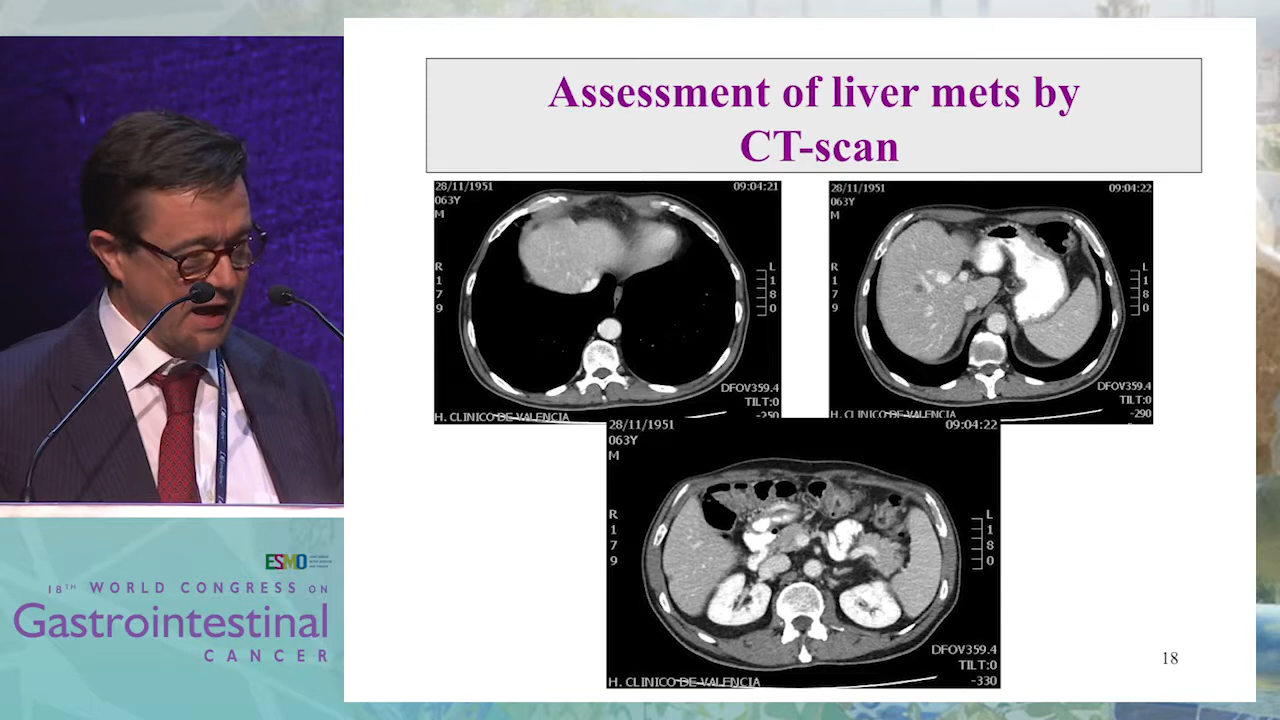 Assessment of liver mets by
CT-scan
28/11/1951
09:04:21
063Y
M
R
1
7
9
L
1
8
0
DFOV359.4
TILT:0
-250
H. CLINICO DE VALENCIA
28/11/1951
09:04:22
063Y
M
R
1
7
9
L
1
8
0
DFOV359.4
TILT:0
-290
H. CLINICO DE VALENCIA
28/11/1951
09:04:22
063Y
M
R
1
7
9
L
1
8
0
DFOV359.4
TILT:0
-330
H. CLINICO DE VALENCIA
18
ESMO
18TH WORLD CONGRESS ON
Gastrointestinal
CANCER